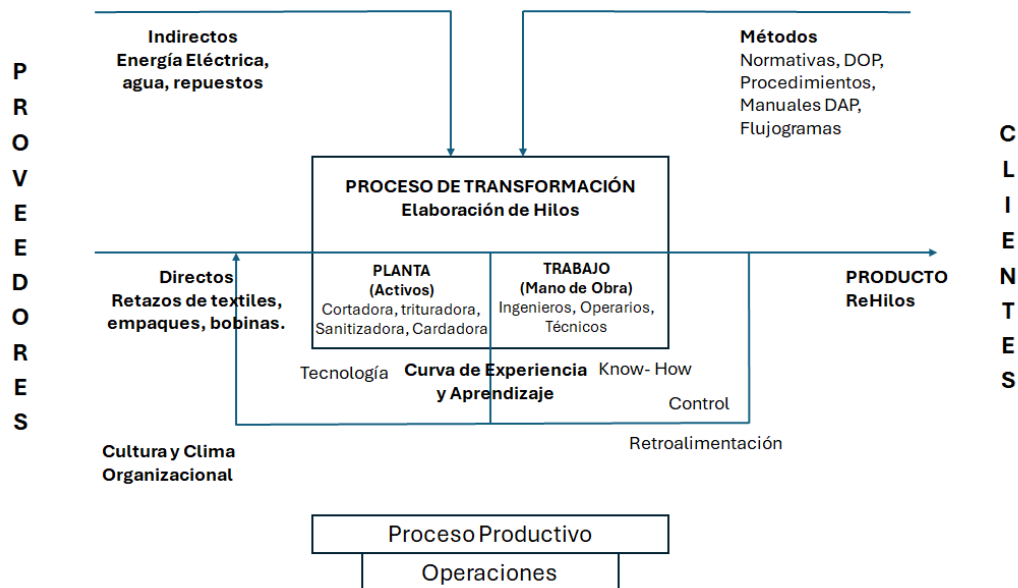 PROVEEDORES
Indirectos
Energía Eléctrica,
agua, repuestos
Métodos
Normativas, DOP,
Procedimientos,
Manuales DAP,
Flujogramas
CLIENTES
PROCESO DE TRANSFORMACIÓN
Elaboración de Hilos
Directos
Retazos de textiles,
empaques, bobinas.
PLANTA
(Activos)
Cortadora, trituradora,
Sanitizadora, Cardadora
TRABAJO
(Mano de Obra)
Ingenieros, Operarios,
Técnicos
PRODUCTO
ReHilos
Tecnología
Curva de Experiencia
y Aprendizaje
Know- How
Control
Retroalimentación
Cultura y Clima
Organizacional
Proceso Productivo
Operaciones